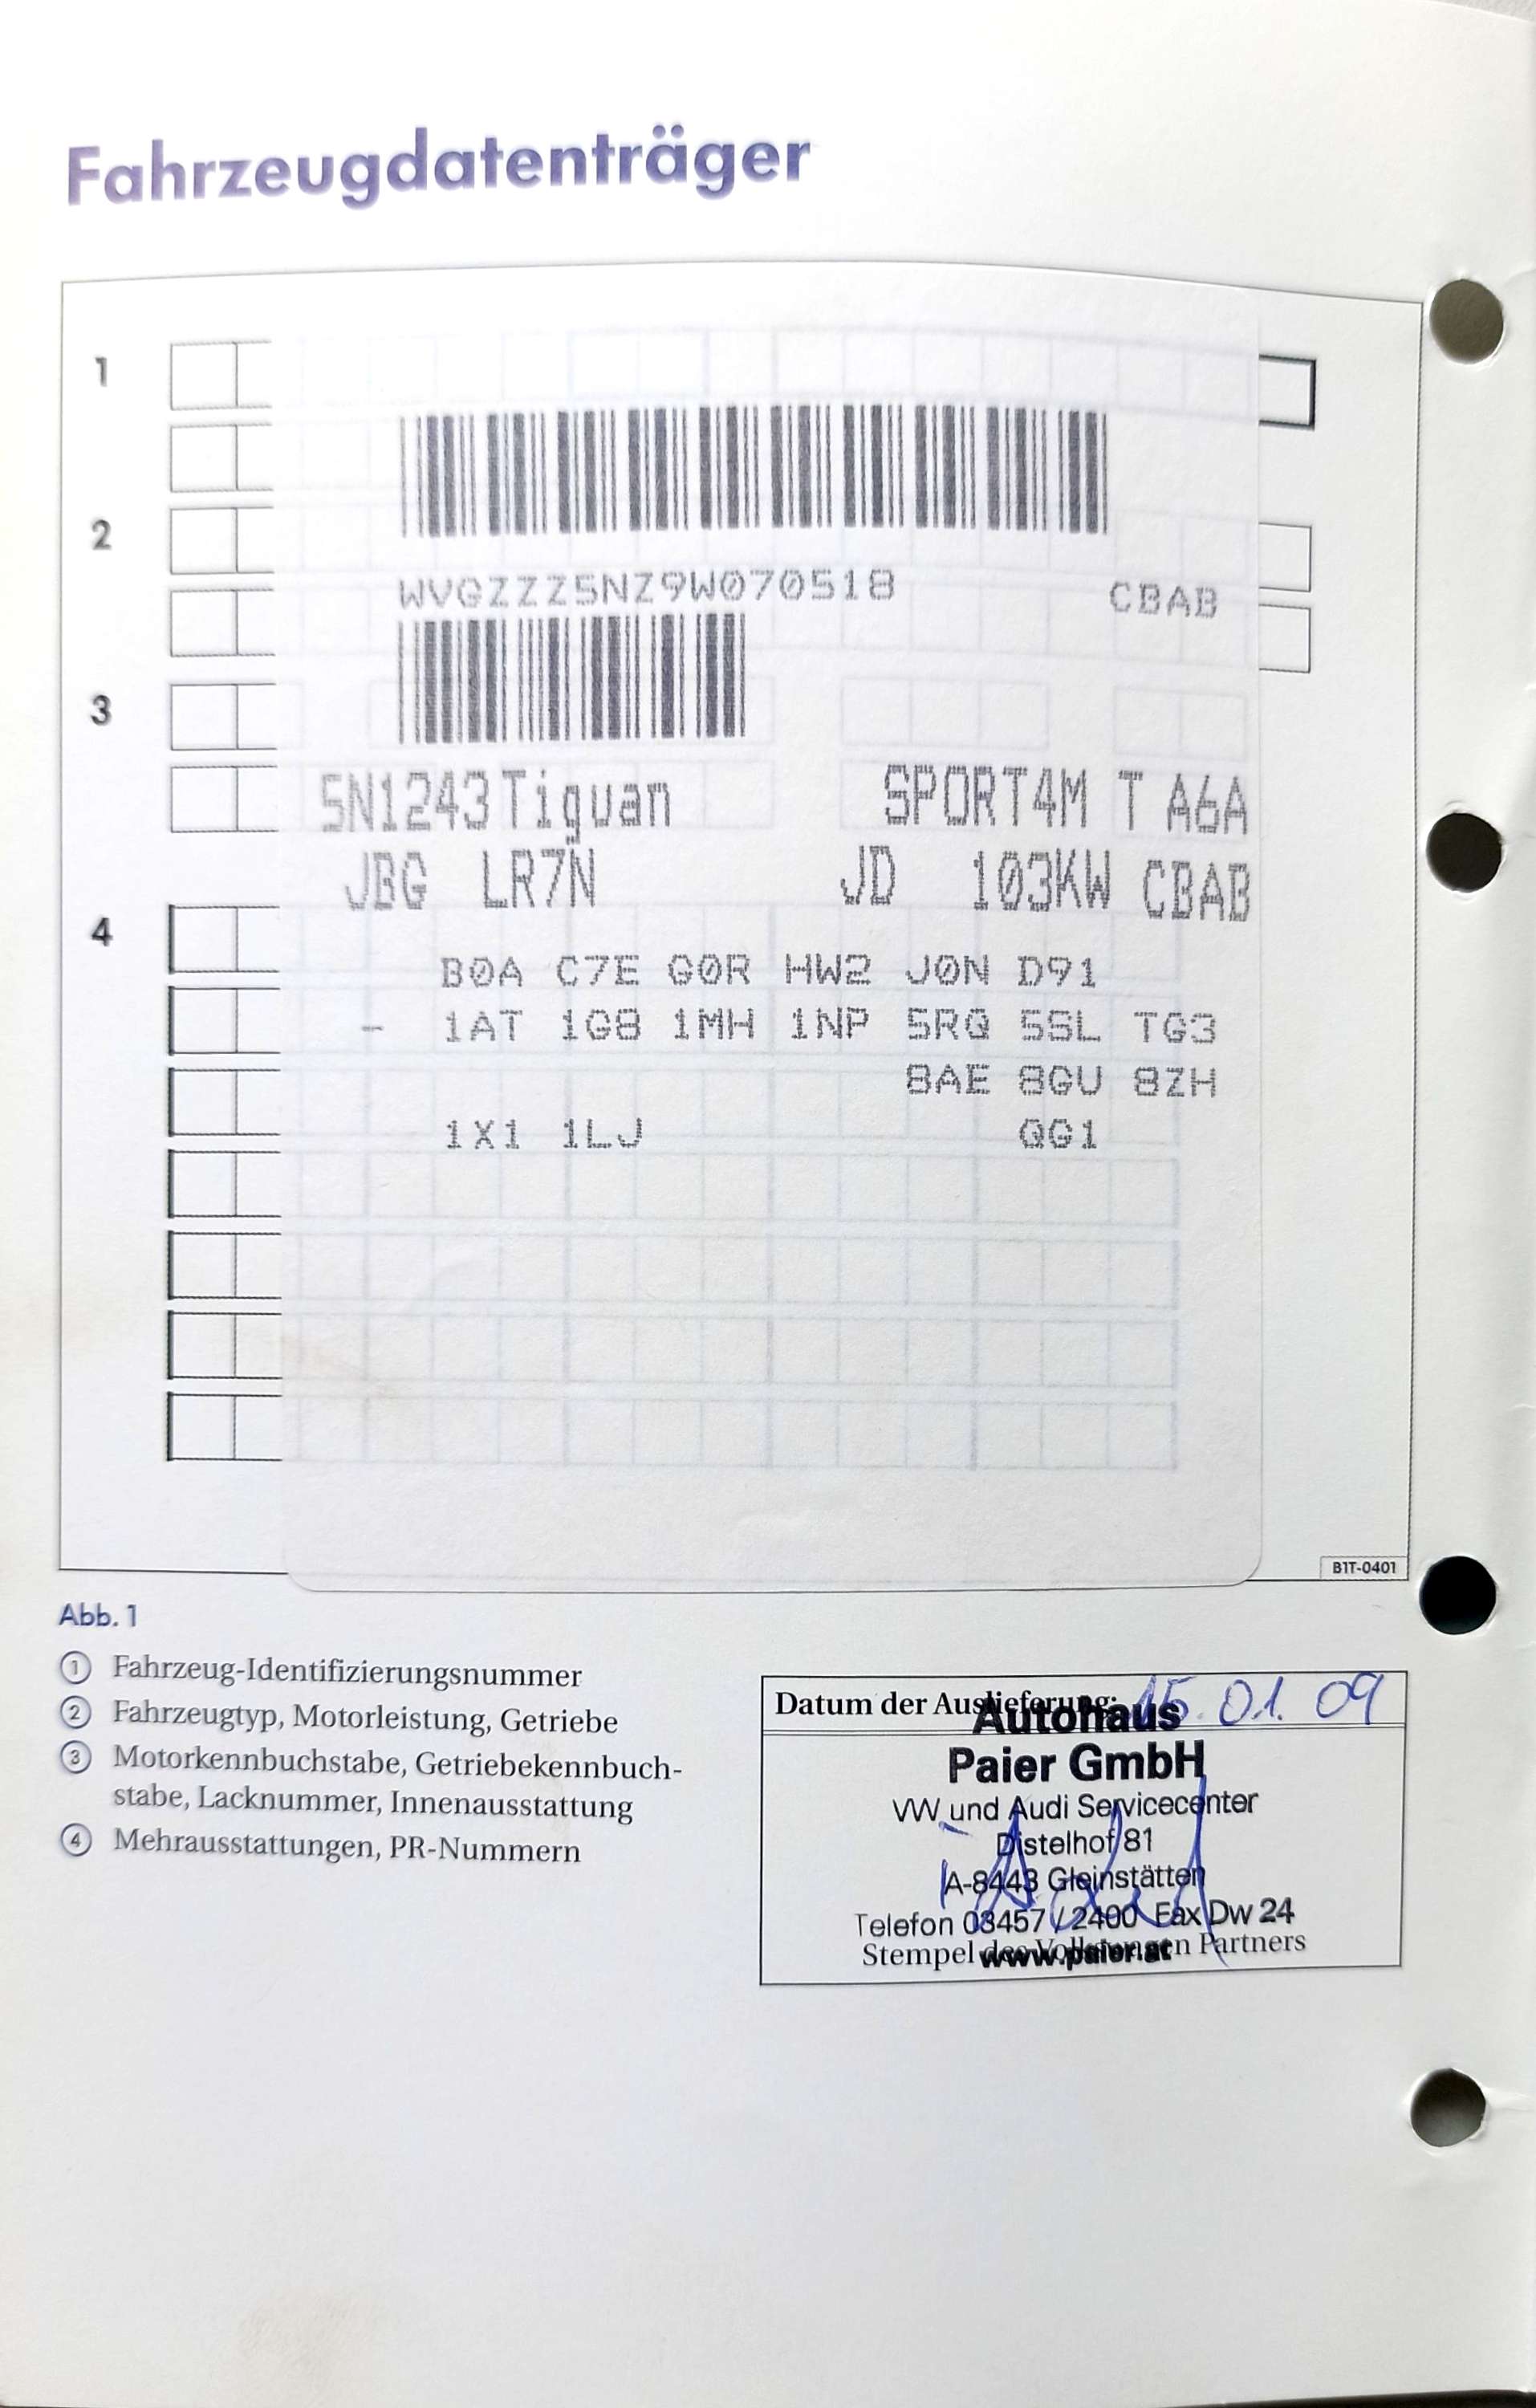 Fahrzeugdatenträger
1
2
WVGZZZ5NZ9W070518 CBAB
3
5N1243 Tiguan SPORT4M T A6A
JBG LR7N JD 103KW CBAB
4
B0A C7E G0R HW2 J0N D91
- 1AT 1G8 1MH 1NP 5RQ 5SL TG3
8AE 8GU 8ZH
1X1 1LJ QG1
B1T-0401
Abb. 1
1 Fahrzeug-Identifizierungsnummer
2 Fahrzeugtyp, Motorleistung, Getriebe
3 Motorkennbuchstabe, Getriebekennbuch-
stabe, Lacknummer, Innenausstattung
4 Mehrausstattungen, PR-Nummern
Datum der Auslieferung: 15. 01. 09
Autohaus
Paier GmbH
VW und Audi Servicecenter
Distelhof 81
A-8443 Gleinstätten
Telefon 03457 / 2400 Fax Dw 24
Stempel des Volkswagen Partners
www.paier.at